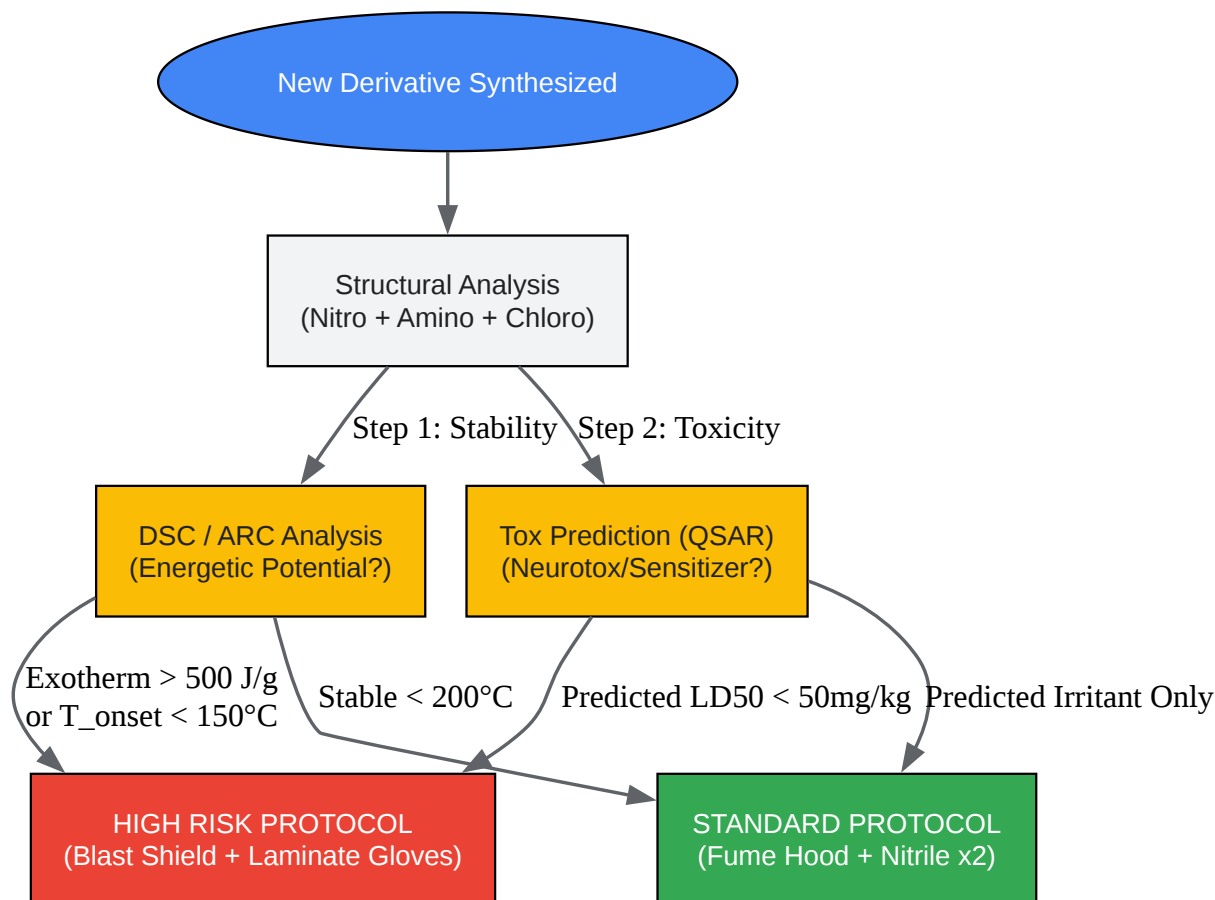 New Derivative Synthesized
Structural Analysis
(Nitro + Amino + Chloro)
Step 1: Stability
Step 2: Toxicity
DSC / ARC Analysis
(Energetic Potential?)
Tox Prediction (QSAR)
(Neurotox/Sensitizer?)
Exotherm > 500 J/g
or T_onset < 150°C
Stable < 200°C
Predicted LD50 < 50mg/kg
Predicted Irritant Only
HIGH RISK PROTOCOL
(Blast Shield + Laminate Gloves)
STANDARD PROTOCOL
(Fume Hood + Nitrile x2)